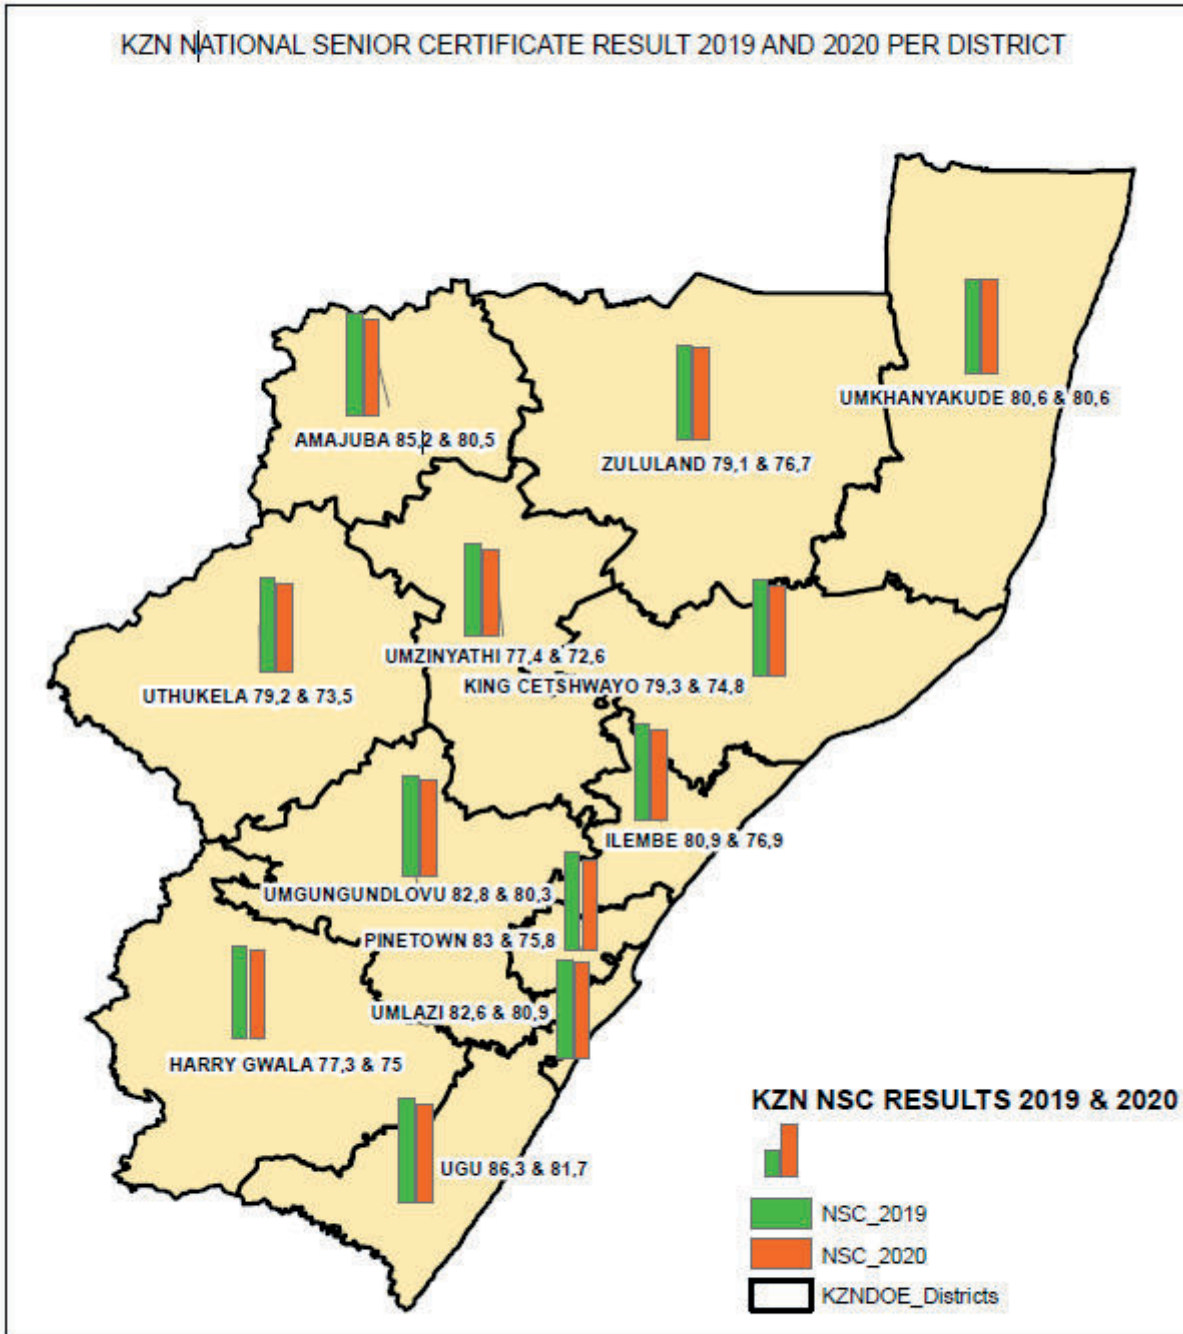 KZN NATIONAL SENIOR CERTIFICATE RESULT 2019 AND 2020 PER DISTRICT
UMKHANYAKUDE 80,6 & 80,6
AMAJUBA 85,2 & 80,5
ZULULAND 79,1 & 76,7
UMZINYATHI 77,4 & 72,6
KING CETSHWAYO 79,3 & 74,8
UTHUKELA 79,2 & 73,5
ILEMBE 80,9 & 76,9
UMGUNGUNDLOVU 82,8 & 80,3
PINETOWN 83 & 75,8
UMLAZI 82,6 & 80,9
HARRY GWALA 77,3 & 75
UGU 86,3 & 81,7
KZN NSC RESULTS 2019 & 2020
NSC_2019
NSC_2020
KZNDOE_Districts